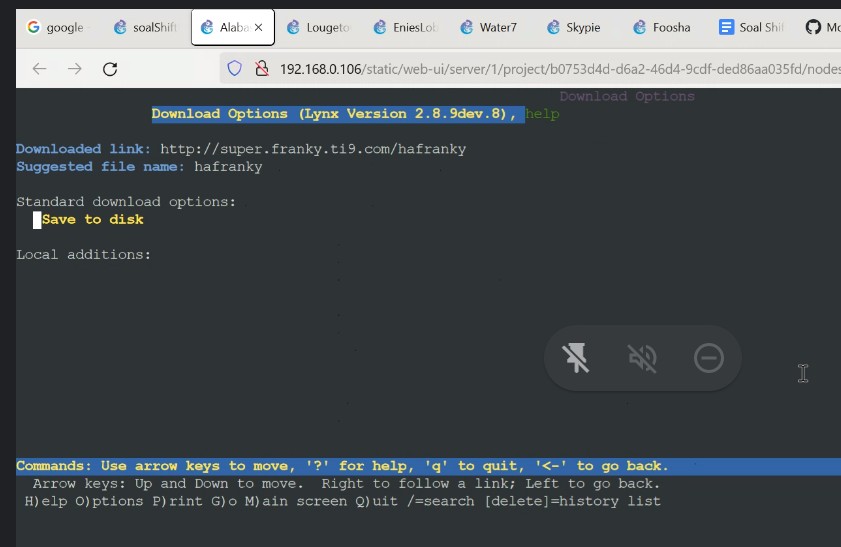 google soalShift Alaba Lougeto EniesLob Water7 Skypie Foosha Soal Shif Mo
192.168.0.106/static/web-ui/server/1/project/b0753d4d-d6a2-46d4-9cdf-ded86aa035fd/nodes
Download Options
Download Options (Lynx Version 2.8.9dev.8), help
Downloaded link: http://super.franky.ti9.com/hafranky
Suggested file name: hafranky
Standard download options:
Save to disk
Local additions:
Commands: Use arrow keys to move, '?' for help, 'q' to quit, '<-' to go back.
Arrow keys: Up and Down to move.  Right to follow a link; Left to go back.
H)elp O)ptions P)rint G)o M)ain screen Q)uit /=search [delete]=history list